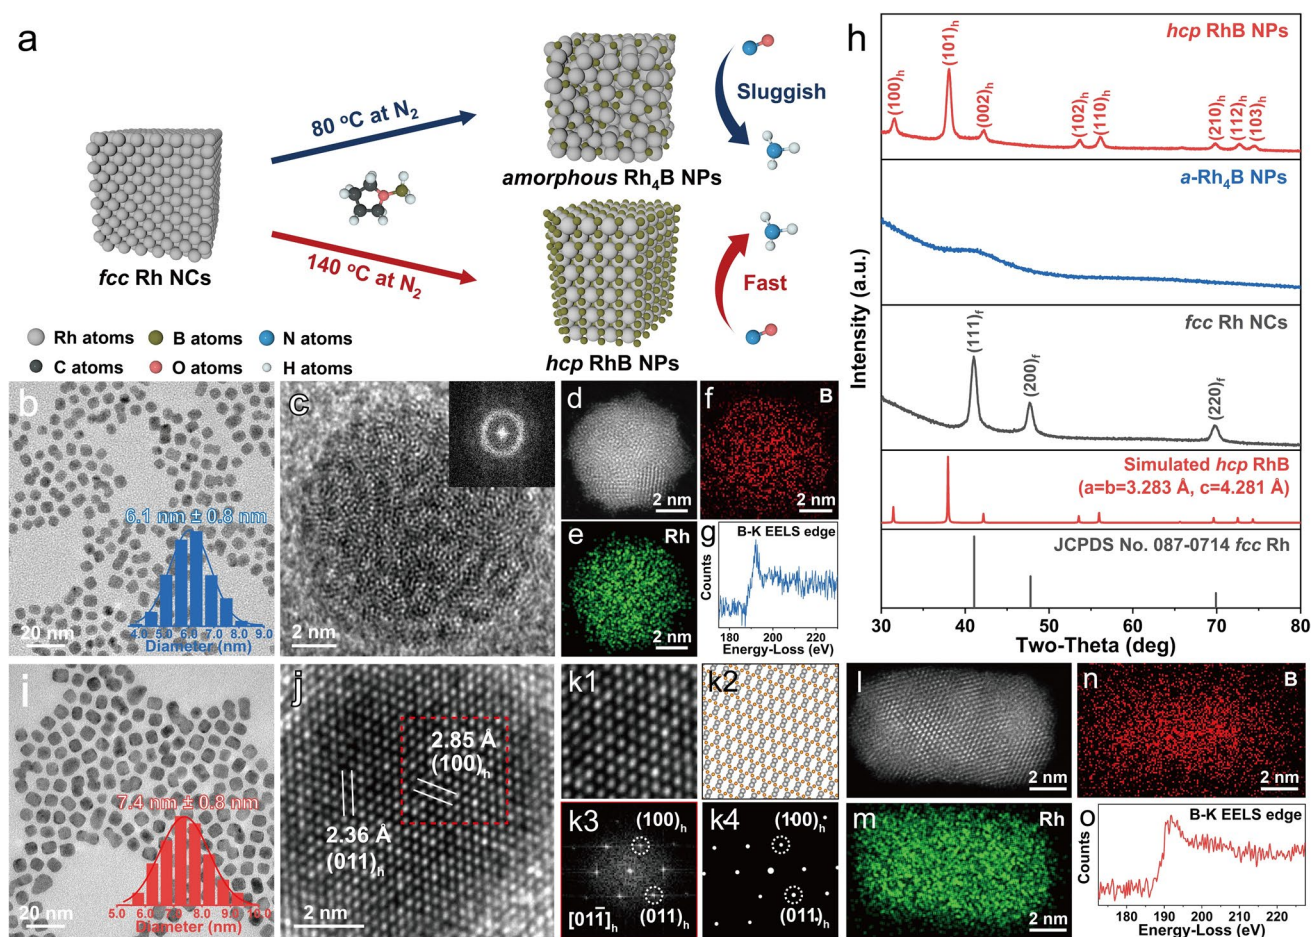 a
80 °C at N₂
140 °C at N₂
fcc Rh NCs
amorphous Rh₄B NPs
hcp RhB NPs
Sluggish
Fast
Rh atoms
B atoms
N atoms
C atoms
O atoms
H atoms
b
6.1 nm ± 0.8 nm
20 nm
4.0 5.0 6.0 7.0 8.0 9.0
Diameter (nm)
c
2 nm
d
2 nm
f
B
2 nm
e
Rh
2 nm
g
B-K EELS edge
Counts
180 200 220
Energy-Loss (eV)
h
hcp RhB NPs
(100)h
(101)h
(002)h
(102)h
(110)h
(210)h
(112)h
(103)h
a-Rh₄B NPs
fcc Rh NCs
(111)f
(200)f
(220)f
Simulated hcp RhB
(a=b=3.283 Å, c=4.281 Å)
JCPDS No. 087-0714 fcc Rh
Intensity (a.u.)
30 40 50 60 70 80
Two-Theta (deg)
i
7.4 nm ± 0.8 nm
20 nm
5.0 6.0 7.0 8.0 9.0 10.0
Diameter (nm)
j
2.85 Å
(100)h
2.36 Å
(011)h
2 nm
k1
k2
k3
(100)h
(011)h
[011̄]h
k4
(100)h
(011)h
l
2 nm
n
B
2 nm
m
Rh
2 nm
o
B-K EELS edge
Counts
180 190 200 210 220
Energy-Loss (eV)